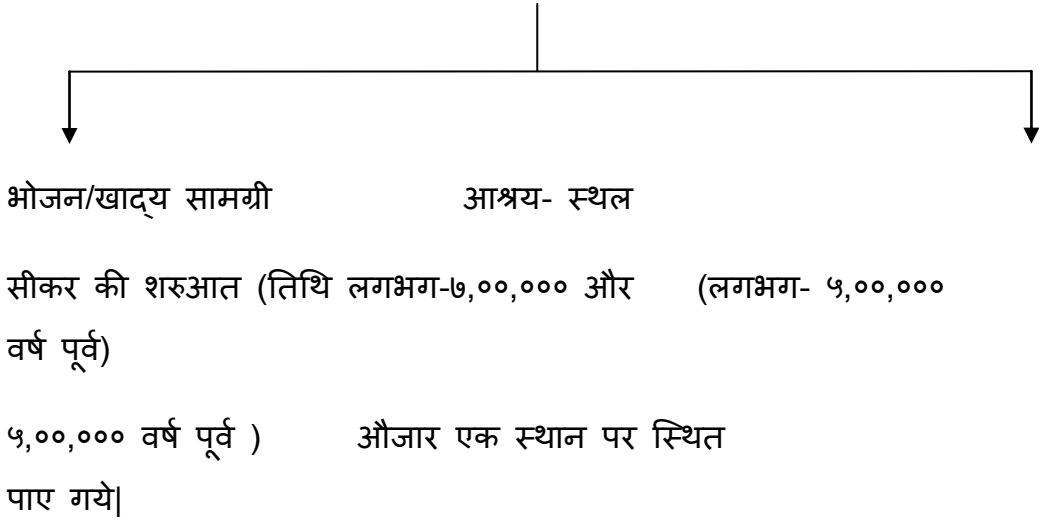 भोजन/खाद्य सामग्री आश्रय- स्थल
सीकर की शरुआत (तिथि लगभग-७,००,००० और (लगभग- ५,००,०००
वर्ष पूर्व)
५,००,००० वर्ष पूर्व ) औजार एक स्थान पर स्थित
पाए गये|